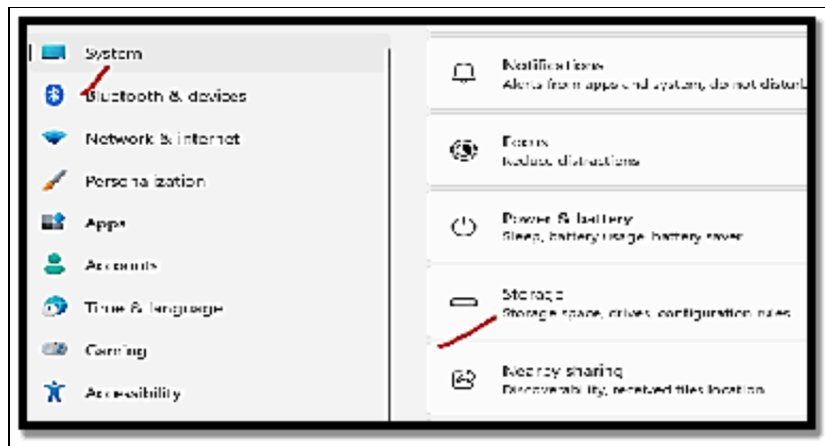 System
Bluetooth & devices
Network & internet
Personalization
Apps
Accounts
Time & language
Gaming
Accessibility
Notifications
Alerts from apps and system, do not disturb
Focus
Reduce distractions
Power & battery
Sleep, battery usage, battery saver
Storage
Storage space, drives, configuration rules
Nearby sharing
Discoverability, received files location